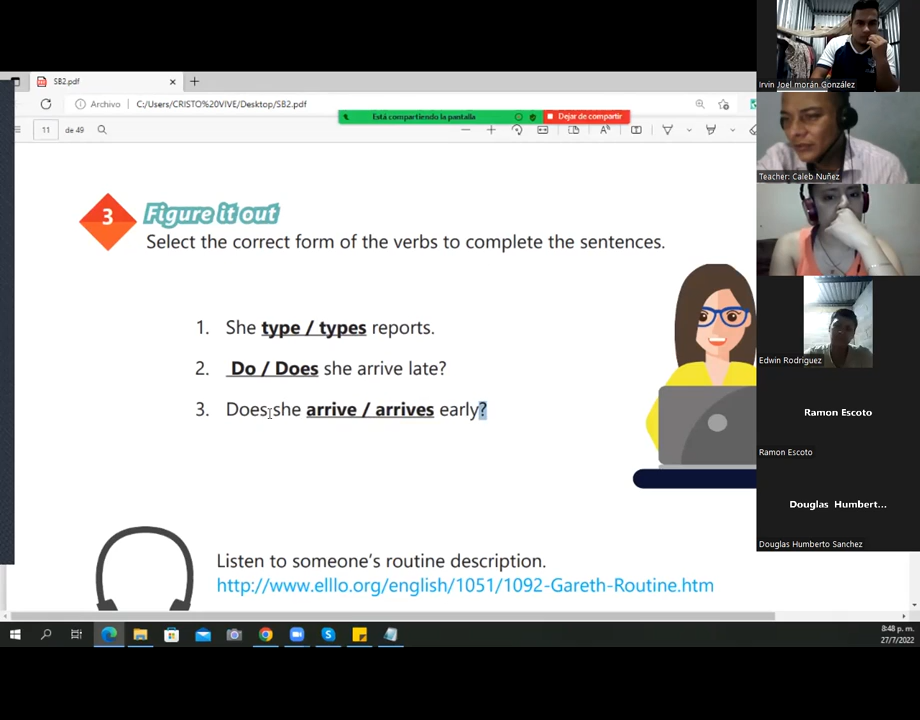 SB2.pdf
Archivo
C:/Users/CRISTO%20VIVE/Desktop/SB2.pdf
Está compartiendo la pantalla
Dejar de compartir
11 de 49
3
Figure it out
Select the correct form of the verbs to complete the sentences.
1. She type / types reports.
2. Do / Does she arrive late?
3. Does she arrive / arrives early?
Listen to someone's routine description.
http://www.elllo.org/english/1051/1092-Gareth-Routine.htm
Irvin Joel morán González
Teacher: Caleb Nuñez
Edwin Rodriguez
Ramon Escoto
Ramon Escoto
Douglas Humbert...
Douglas Humberto Sanchez
8:48 p. m.
27/7/2022